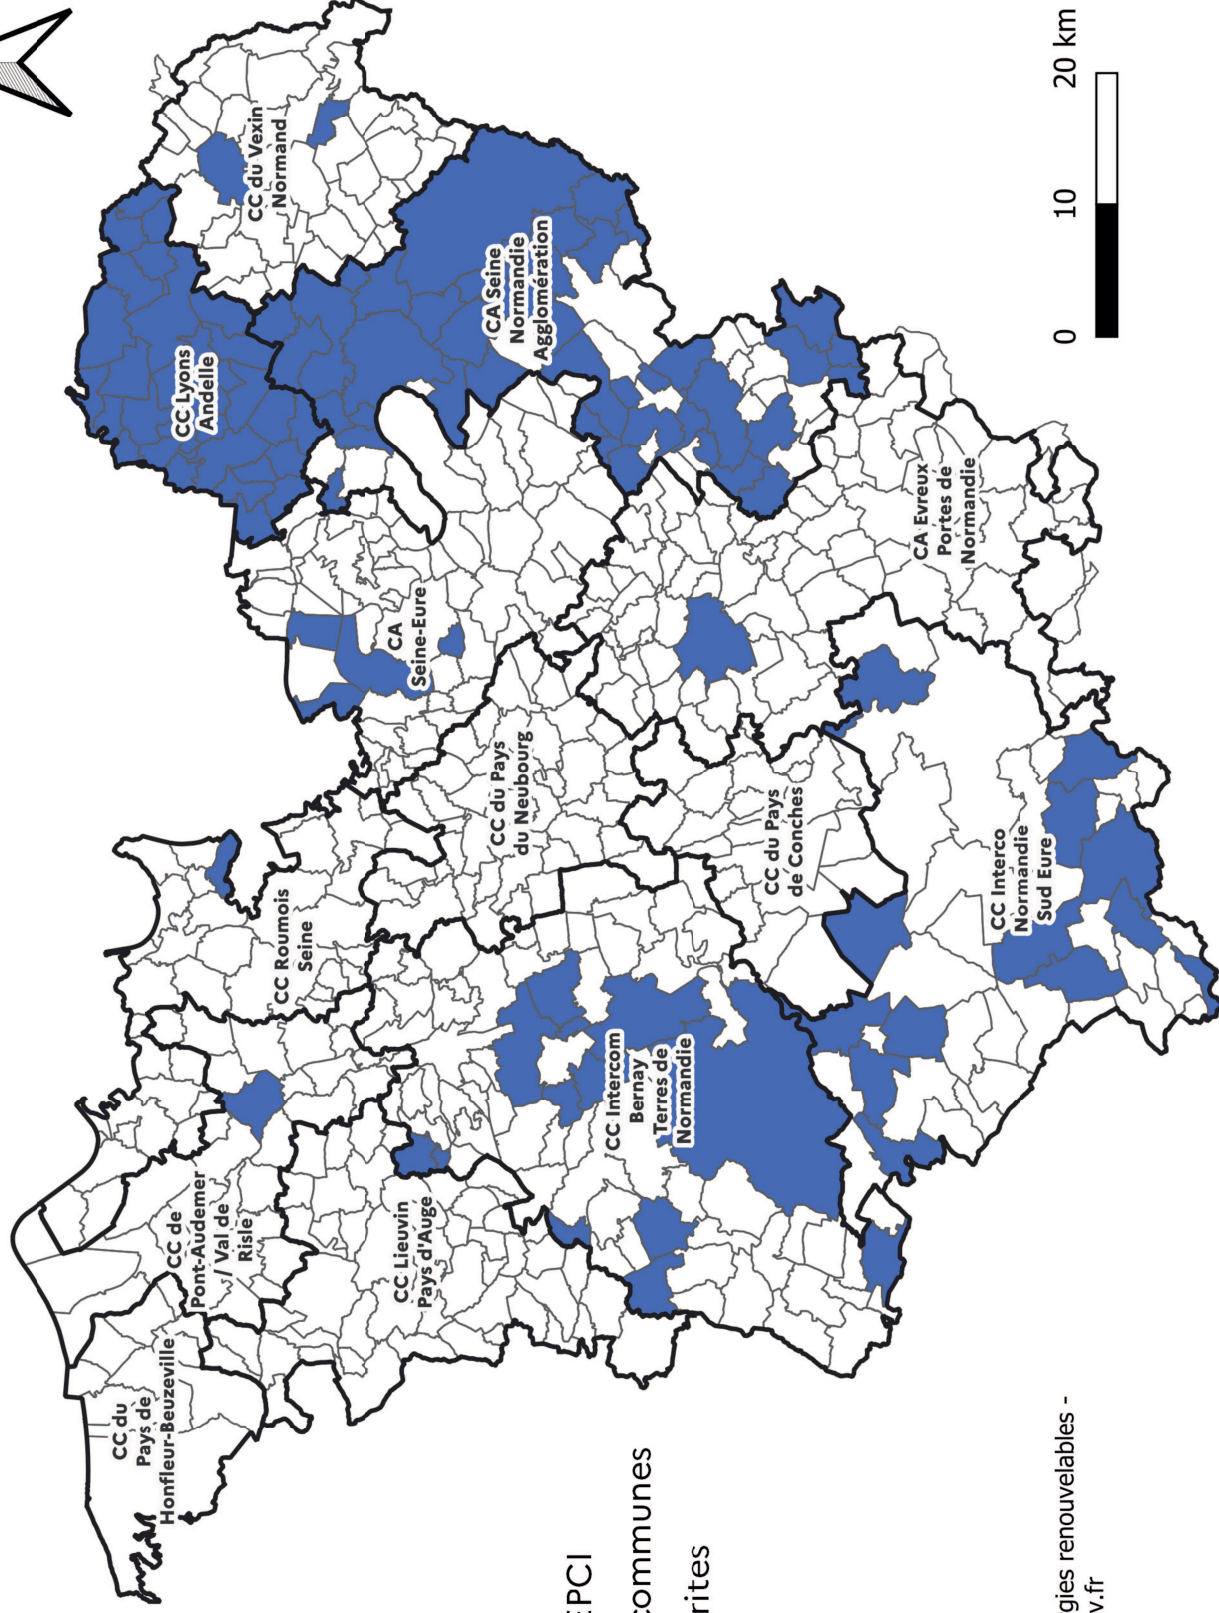 CC du
Pays de
Honfleur-Beuzeville
CC de
Pont-Audemer
/ Val de
Risle
CC Roumois
Seine
CC Lieuvin
Pays d'Auge
CA
Seine-Eure
CC Lyons
Andelle
CC du Vexin
Normand
CA Seine
Normandie
Agglomération
CC du Pays
du Neubourg
CC Intercom
Bernay
Terres de
Normandie
CC du Pays
de Conches
CA Evreux
Portes de
Normandie
CC Interco
Normandie
Sud Eure
EPCI
communes
rites
gies renouvelables -
v.fr
0 10 20 km